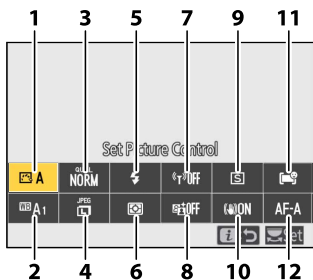 1 3 5 7 9 11
Set Picture Control
A QUAL NORM OFF S
WB A1 JPEG L OFF ON AF-A
i Set
2 4 6 8 10 12